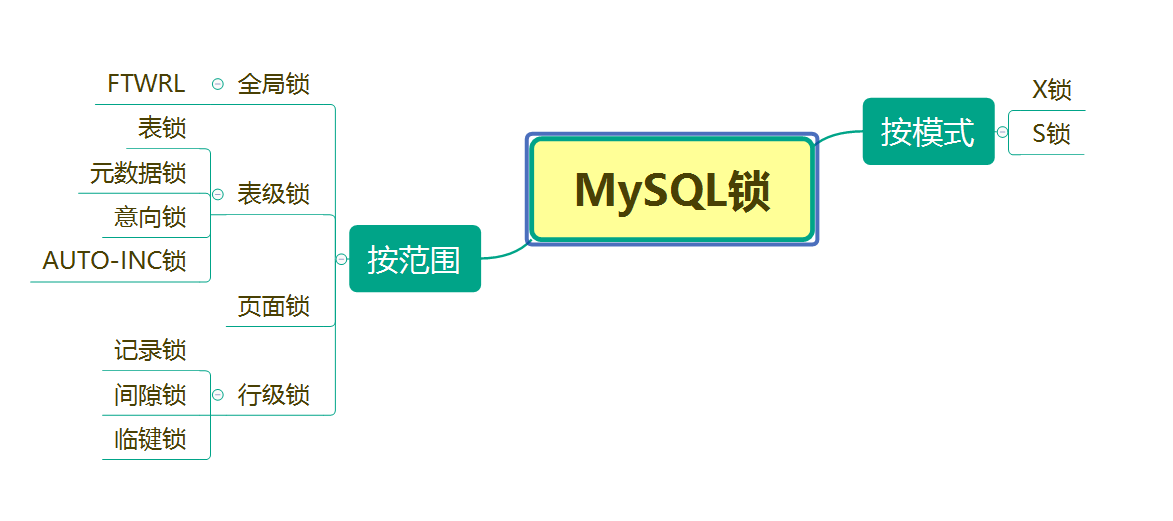 MySQL锁
按模式
X锁
S锁
按范围
全局锁
FTWRL
表级锁
表锁
元数据锁
意向锁
AUTO-INC锁
页面锁
行级锁
记录锁
间隙锁
临键锁